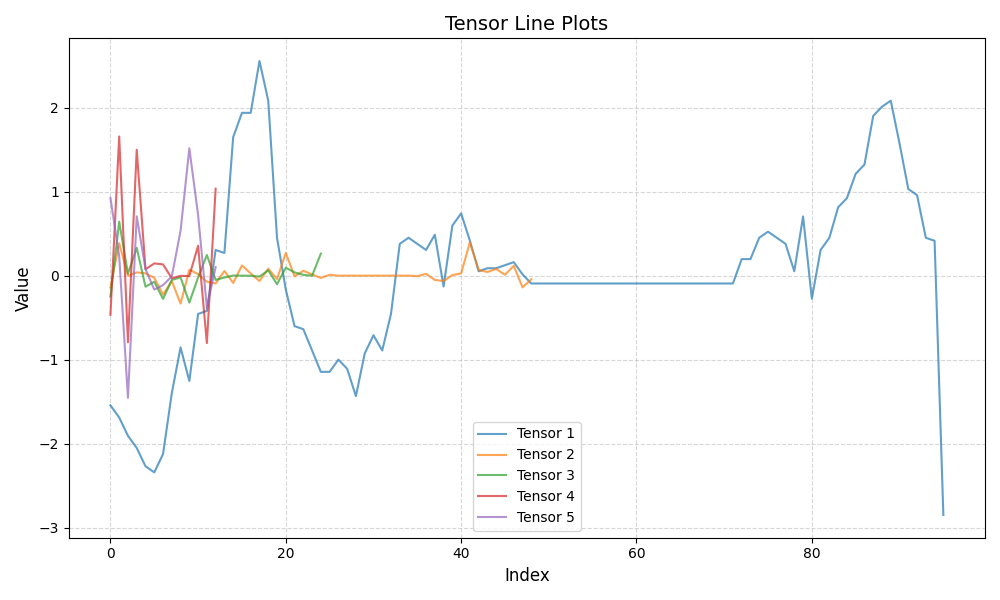 Tensor Line Plots
Value
2
1
0
−1
−2
−3
Tensor 1
Tensor 2
Tensor 3
Tensor 4
Tensor 5
0 20 40 60 80
Index